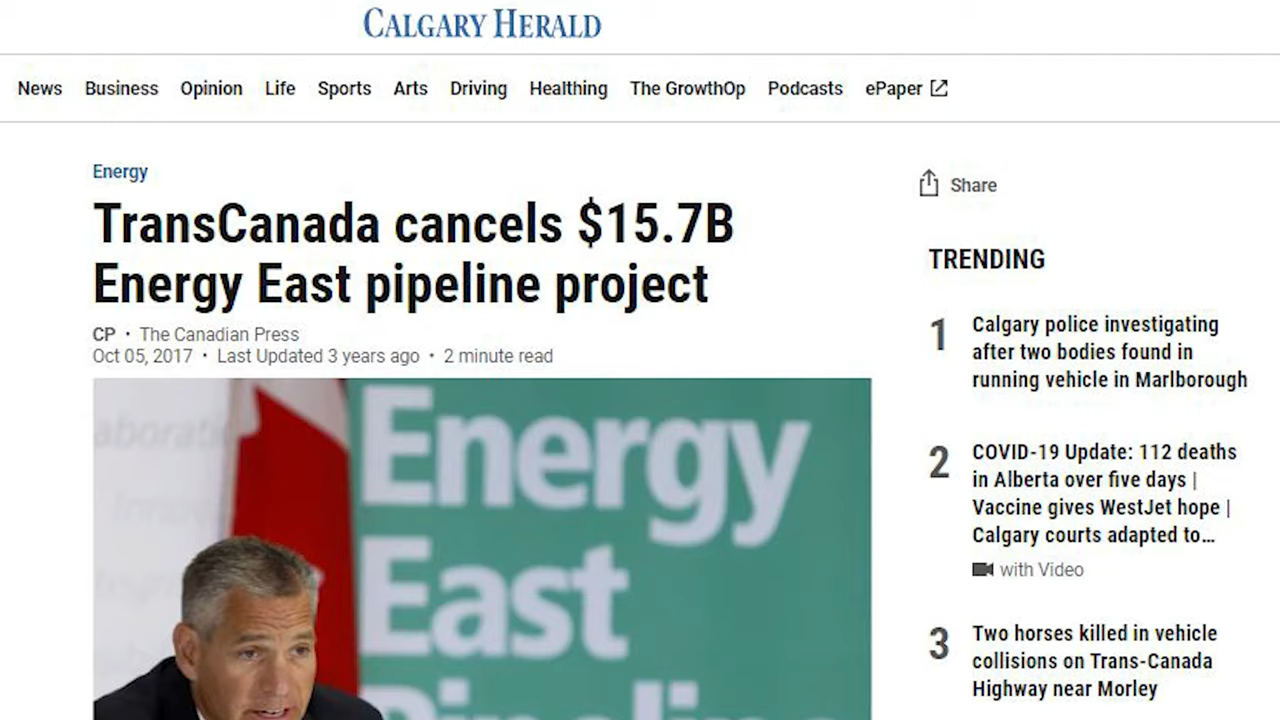 CALGARY HERALD
News Business Opinion Life Sports Arts Driving Healthing The GrowthOp Podcasts ePaper
Energy
TransCanada cancels $15.7B
Energy East pipeline project
CP • The Canadian Press
Oct 05, 2017 • Last Updated 3 years ago • 2 minute read
Energy
East
Pipeline
Share
TRENDING
1 Calgary police investigating
after two bodies found in
running vehicle in Marlborough
2 COVID-19 Update: 112 deaths
in Alberta over five days |
Vaccine gives WestJet hope |
Calgary courts adapted to...
with Video
3 Two horses killed in vehicle
collisions on Trans-Canada
Highway near Morley